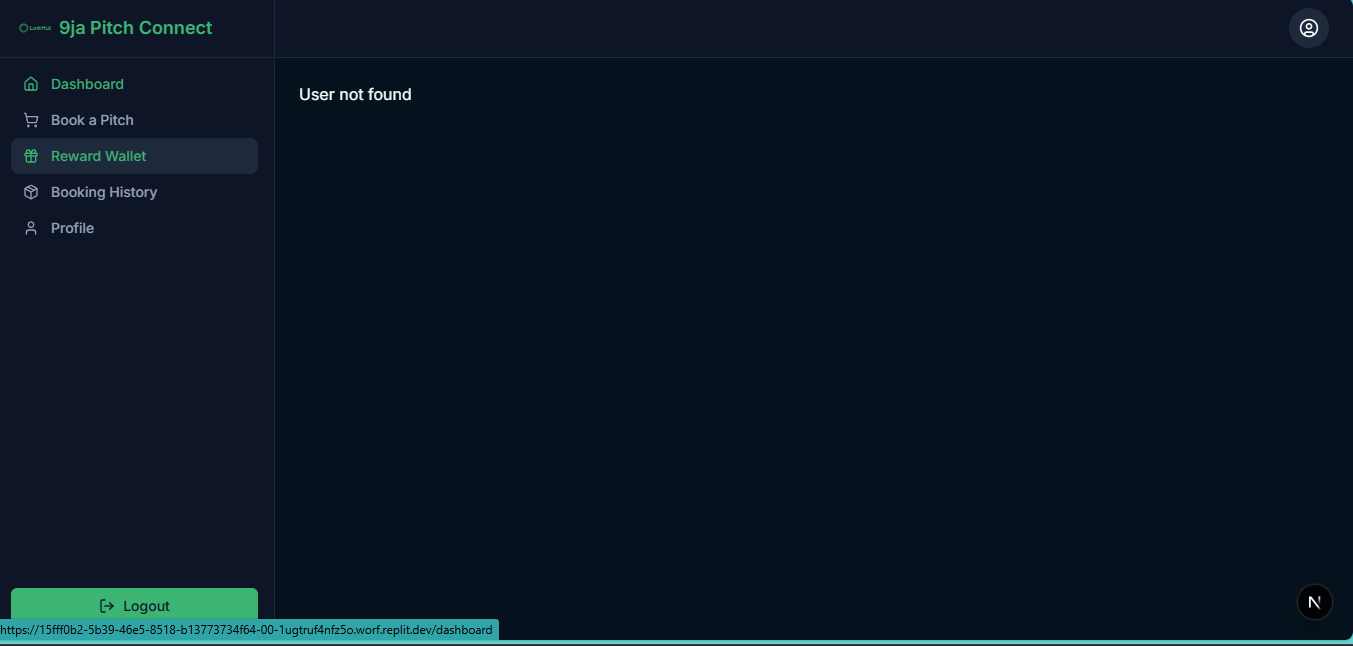 LinkHut 9ja Pitch Connect
Dashboard
User not found
Book a Pitch
Reward Wallet
Booking History
Profile
Logout
https://15fff0b2-5b39-46e5-8518-b13773734f64-00-1ugtruf4nfz5o.worf.replit.dev/dashboard
N